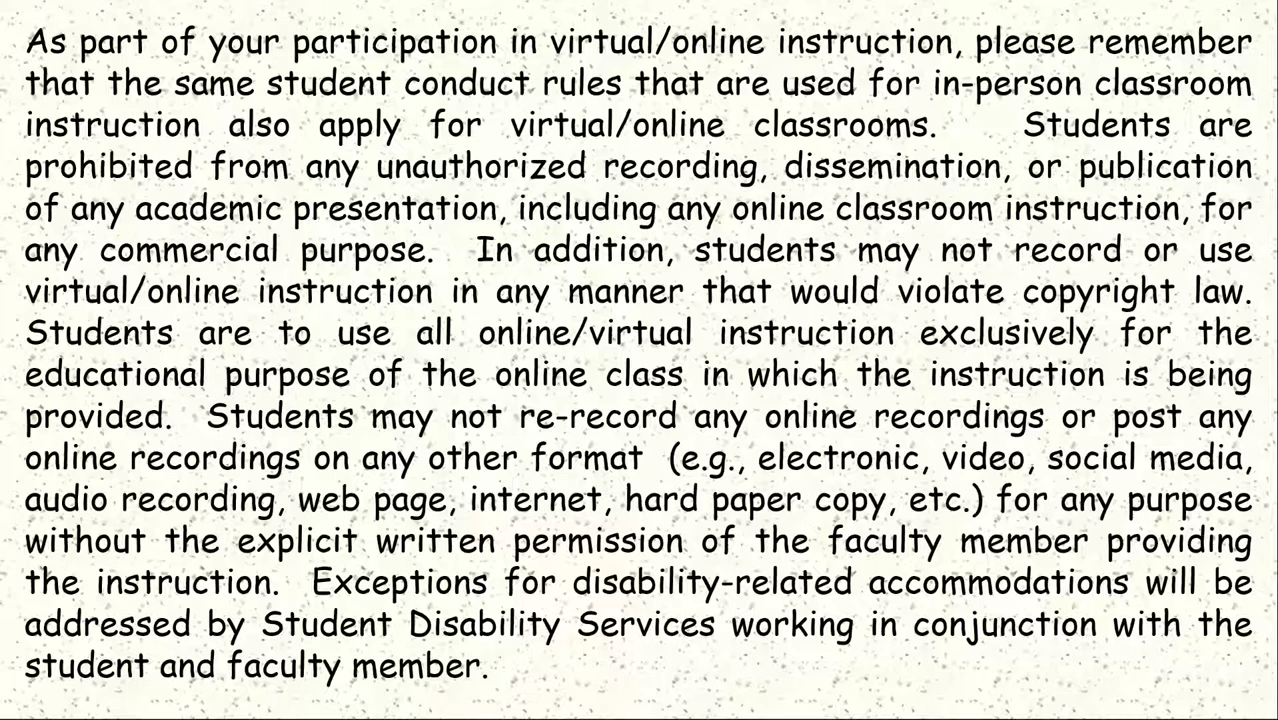 As part of your participation in virtual/online instruction, please remember
that the same student conduct rules that are used for in-person classroom
instruction also apply for virtual/online classrooms. Students are
prohibited from any unauthorized recording, dissemination, or publication
of any academic presentation, including any online classroom instruction, for
any commercial purpose. In addition, students may not record or use
virtual/online instruction in any manner that would violate copyright law.
Students are to use all online/virtual instruction exclusively for the
educational purpose of the online class in which the instruction is being
provided. Students may not re-record any online recordings or post any
online recordings on any other format (e.g., electronic, video, social media,
audio recording, web page, internet, hard paper copy, etc.) for any purpose
without the explicit written permission of the faculty member providing
the instruction. Exceptions for disability-related accommodations will be
addressed by Student Disability Services working in conjunction with the
student and faculty member.